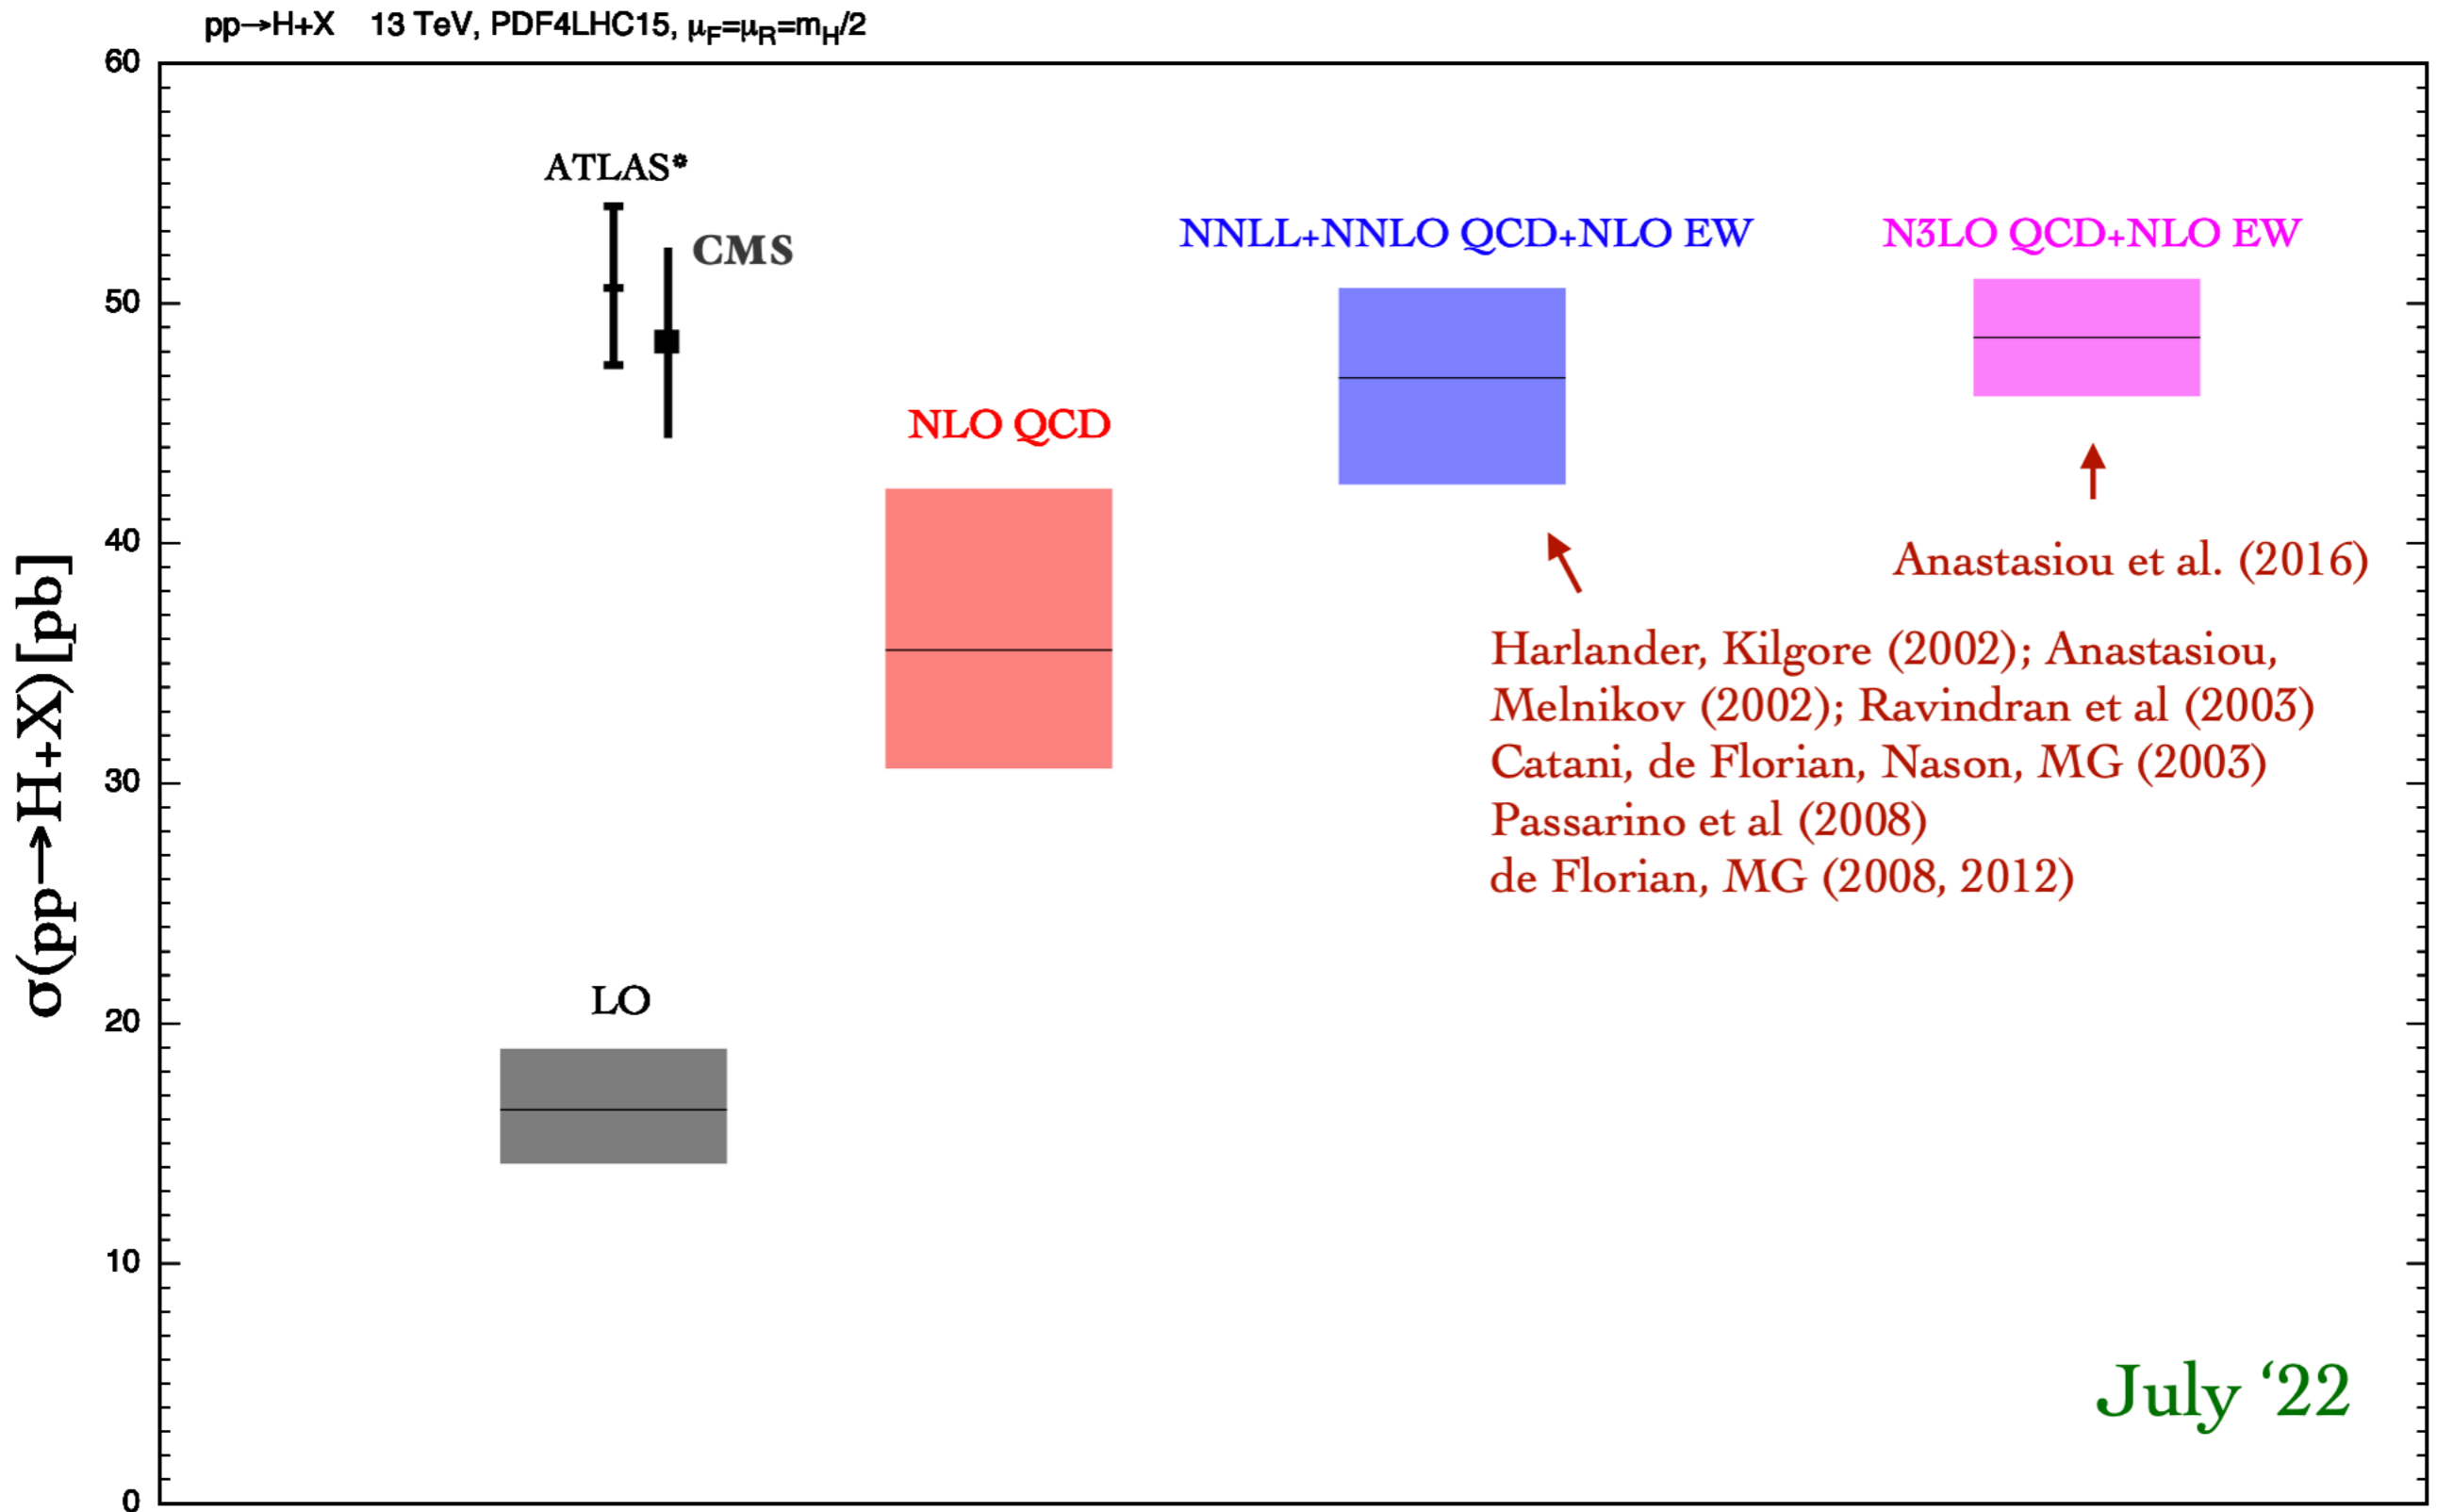 pp→H+X 13 TeV, PDF4LHC15, μF=μR=mH/2
60
50
40
30
20
10
0
σ(pp→H+X)[pb]
ATLAS*
CMS
NLO QCD
LO
NNLL+NNLO QCD+NLO EW
N3LO QCD+NLO EW
Anastasiou et al. (2016)
Harlander, Kilgore (2002); Anastasiou,
Melnikov (2002); Ravindran et al (2003)
Catani, de Florian, Nason, MG (2003)
Passarino et al (2008)
de Florian, MG (2008, 2012)
July ‘22